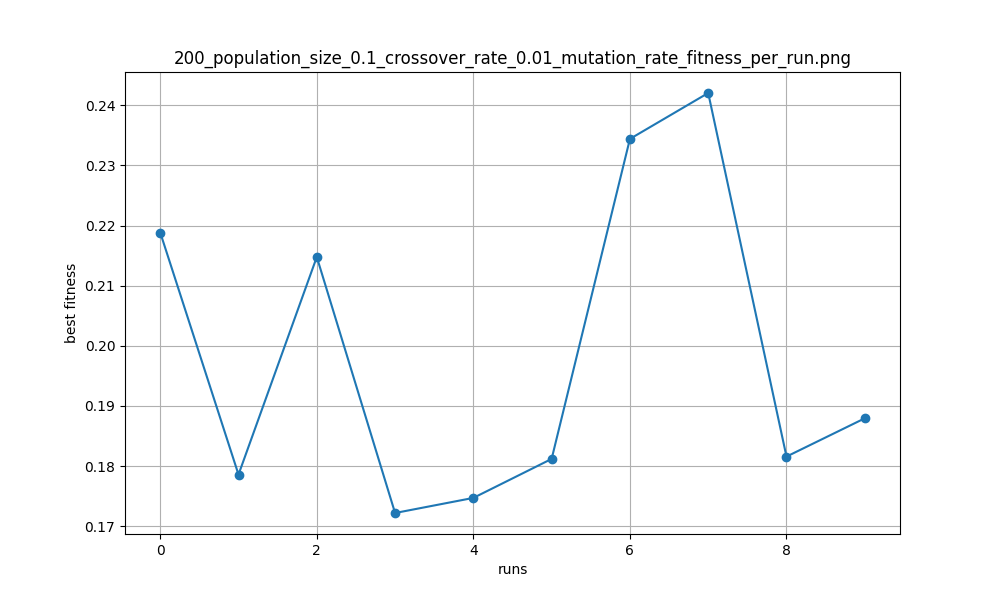 200_population_size_0.1_crossover_rate_0.01_mutation_rate_fitness_per_run.png
0.24
0.23
0.22
0.21
0.20
0.19
0.18
0.17
best fitness
0 2 4 6 8
runs